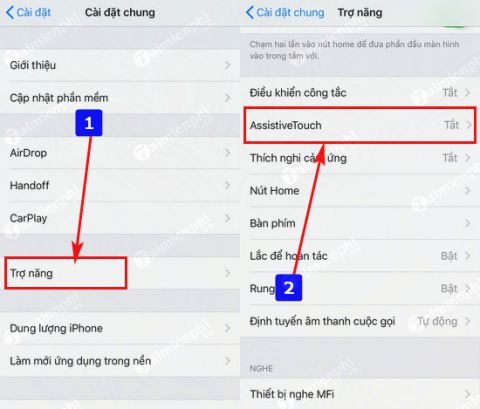 Cài đặt
Cài đặt chung
Giới thiệu
Cập nhật phần mềm
1
AirDrop
Handoff
CarPlay
Trợ năng
Dung lượng iPhone
Làm mới ứng dụng trong nền
Cài đặt chung
Trợ năng
Chạm hai lần vào nút home để đưa phần đầu màn hình
vào trong tầm với.
Điều khiển công tắc Tắt
AssistiveTouch Tắt
Thích nghi cảm ứng Tắt
Nút Home
Bàn phím
Lắc để hoàn tác Bật
Rung Bật
2
Định tuyến âm thanh cuộc gọi Tự động
NGHE
Thiết bị nghe MFi
Taimienphi